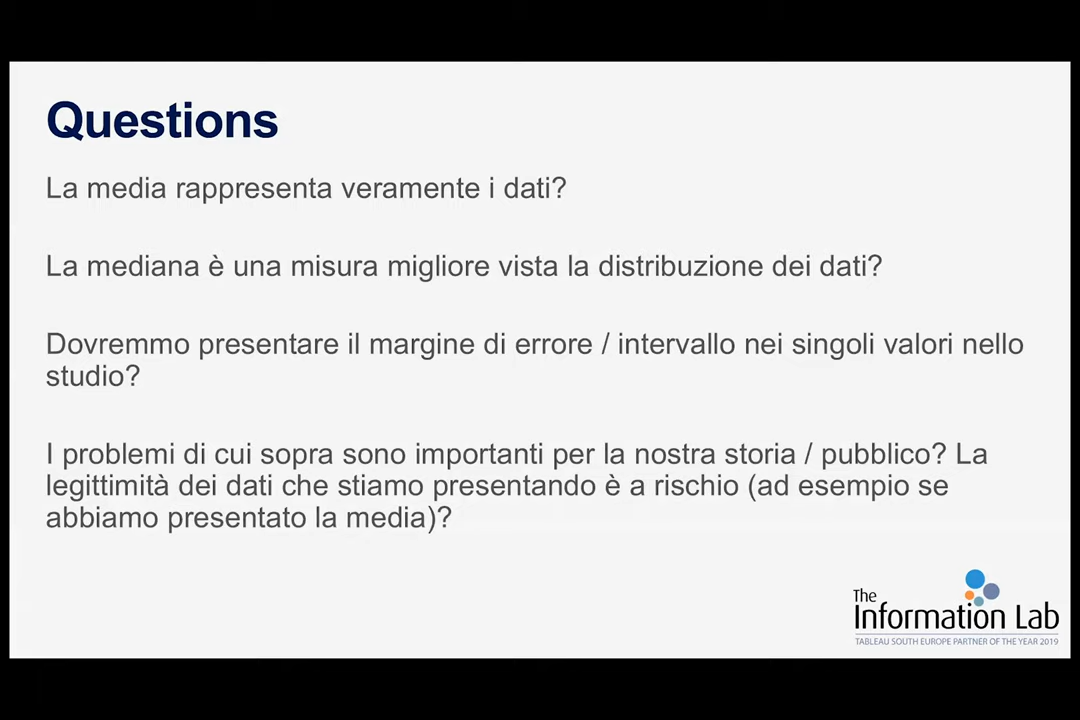 Questions
La media rappresenta veramente i dati?
La mediana è una misura migliore vista la distribuzione dei dati?
Dovremmo presentare il margine di errore / intervallo nei singoli valori nello
studio?
I problemi di cui sopra sono importanti per la nostra storia / pubblico? La
legittimità dei dati che stiamo presentando è a rischio (ad esempio se
abbiamo presentato la media)?
The
Information Lab
TABLEAU SOUTH EUROPE PARTNER OF THE YEAR 2019